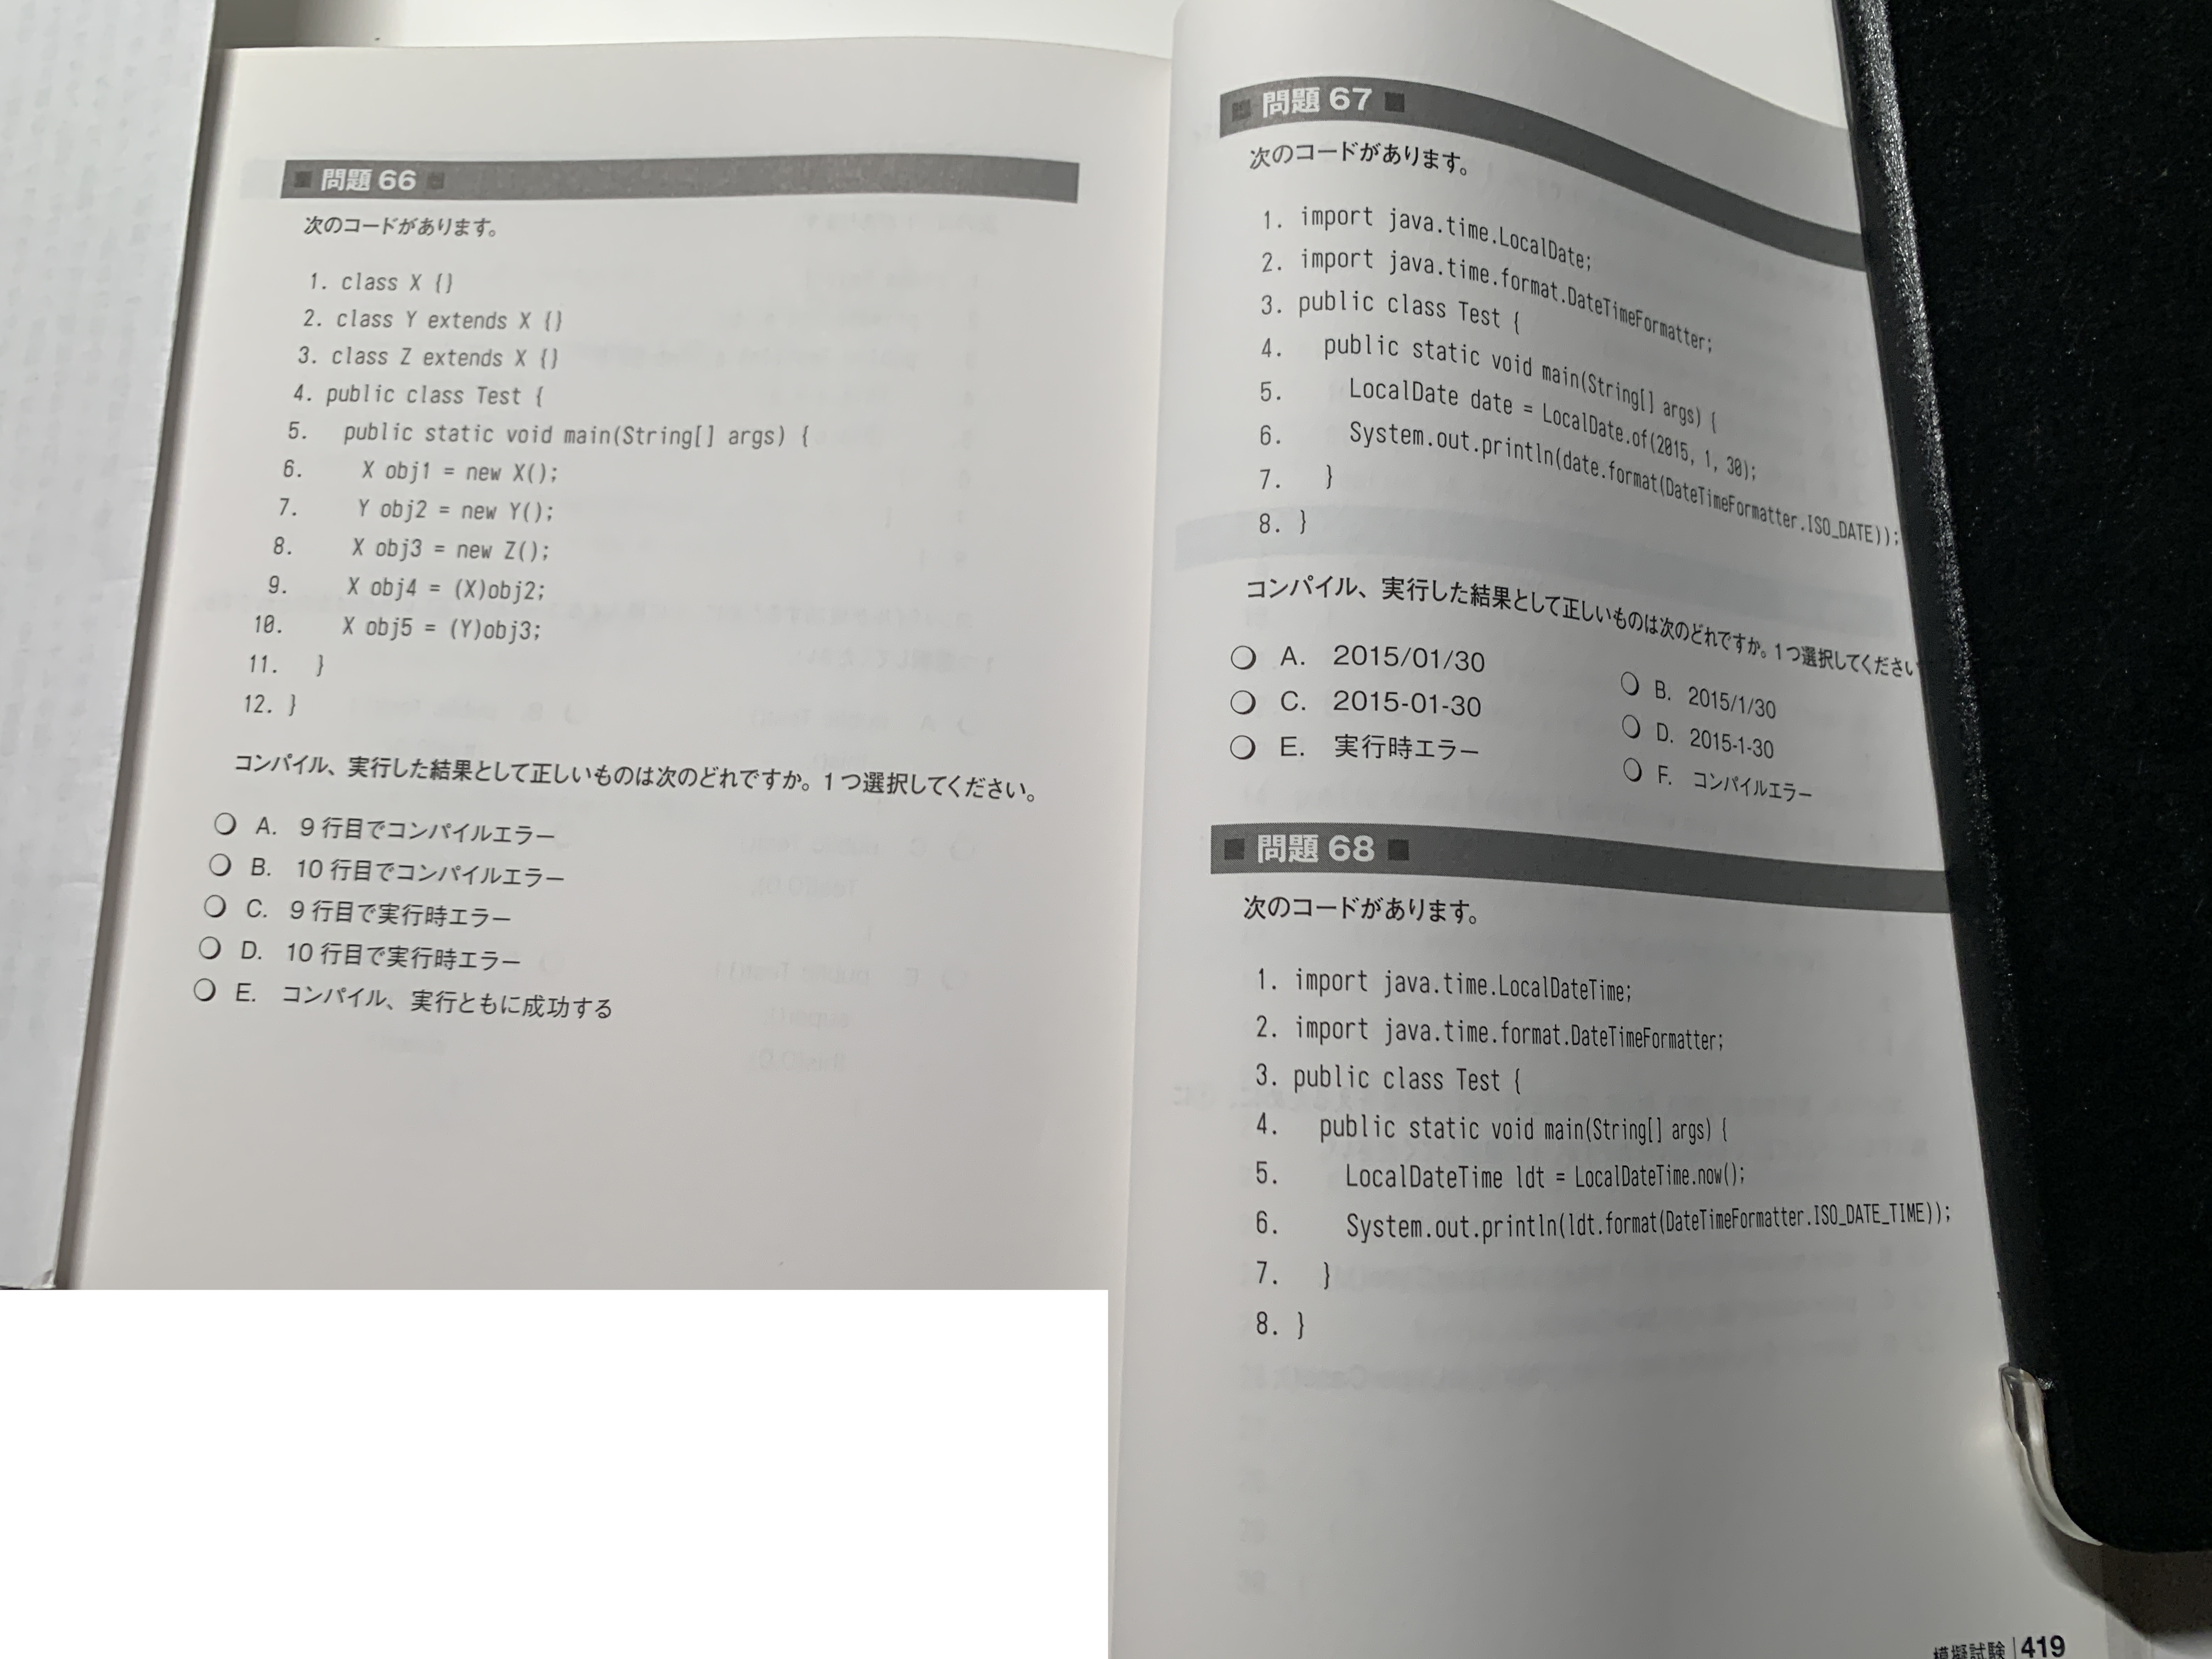 ■ 問題 66 ■
次のコードがあります。
1. class X {}
2. class Y extends X {}
3. class Z extends X {}
4. public class Test {
5.   public static void main(String[] args) {
6.     X obj1 = new X();
7.     Y obj2 = new Y();
8.     X obj3 = new Z();
9.     X obj4 = (X)obj2;
10.     X obj5 = (Y)obj3;
11.   }
12. }
コンパイル、実行した結果として正しいものは次のどれですか。1つ選択してください。
○ A. 9行目でコンパイルエラー
○ B. 10行目でコンパイルエラー
○ C. 9行目で実行時エラー
○ D. 10行目で実行時エラー
○ E. コンパイル、実行ともに成功する
■ 問題 67 ■
次のコードがあります。
1. import java.time.LocalDate;
2. import java.time.format.DateTimeFormatter;
3. public class Test {
4.   public static void main(String[] args) {
5.     LocalDate date = LocalDate.of(2015, 1, 30);
6.     System.out.println(date.format(DateTimeFormatter.ISO_DATE));
7.   }
8. }
コンパイル、実行した結果として正しいものは次のどれですか。1つ選択してください
○ A. 2015/01/30 ○ B. 2015/1/30
○ C. 2015-01-30 ○ D. 2015-1-30
○ E. 実行時エラー ○ F. コンパイルエラー
■ 問題 68 ■
次のコードがあります。
1. import java.time.LocalDateTime;
2. import java.time.format.DateTimeFormatter;
3. public class Test {
4.   public static void main(String[] args) {
5.     LocalDateTime ldt = LocalDateTime.now();
6.     System.out.println(ldt.format(DateTimeFormatter.ISO_DATE_TIME));
7.   }
8. }
模擬試験 | 419